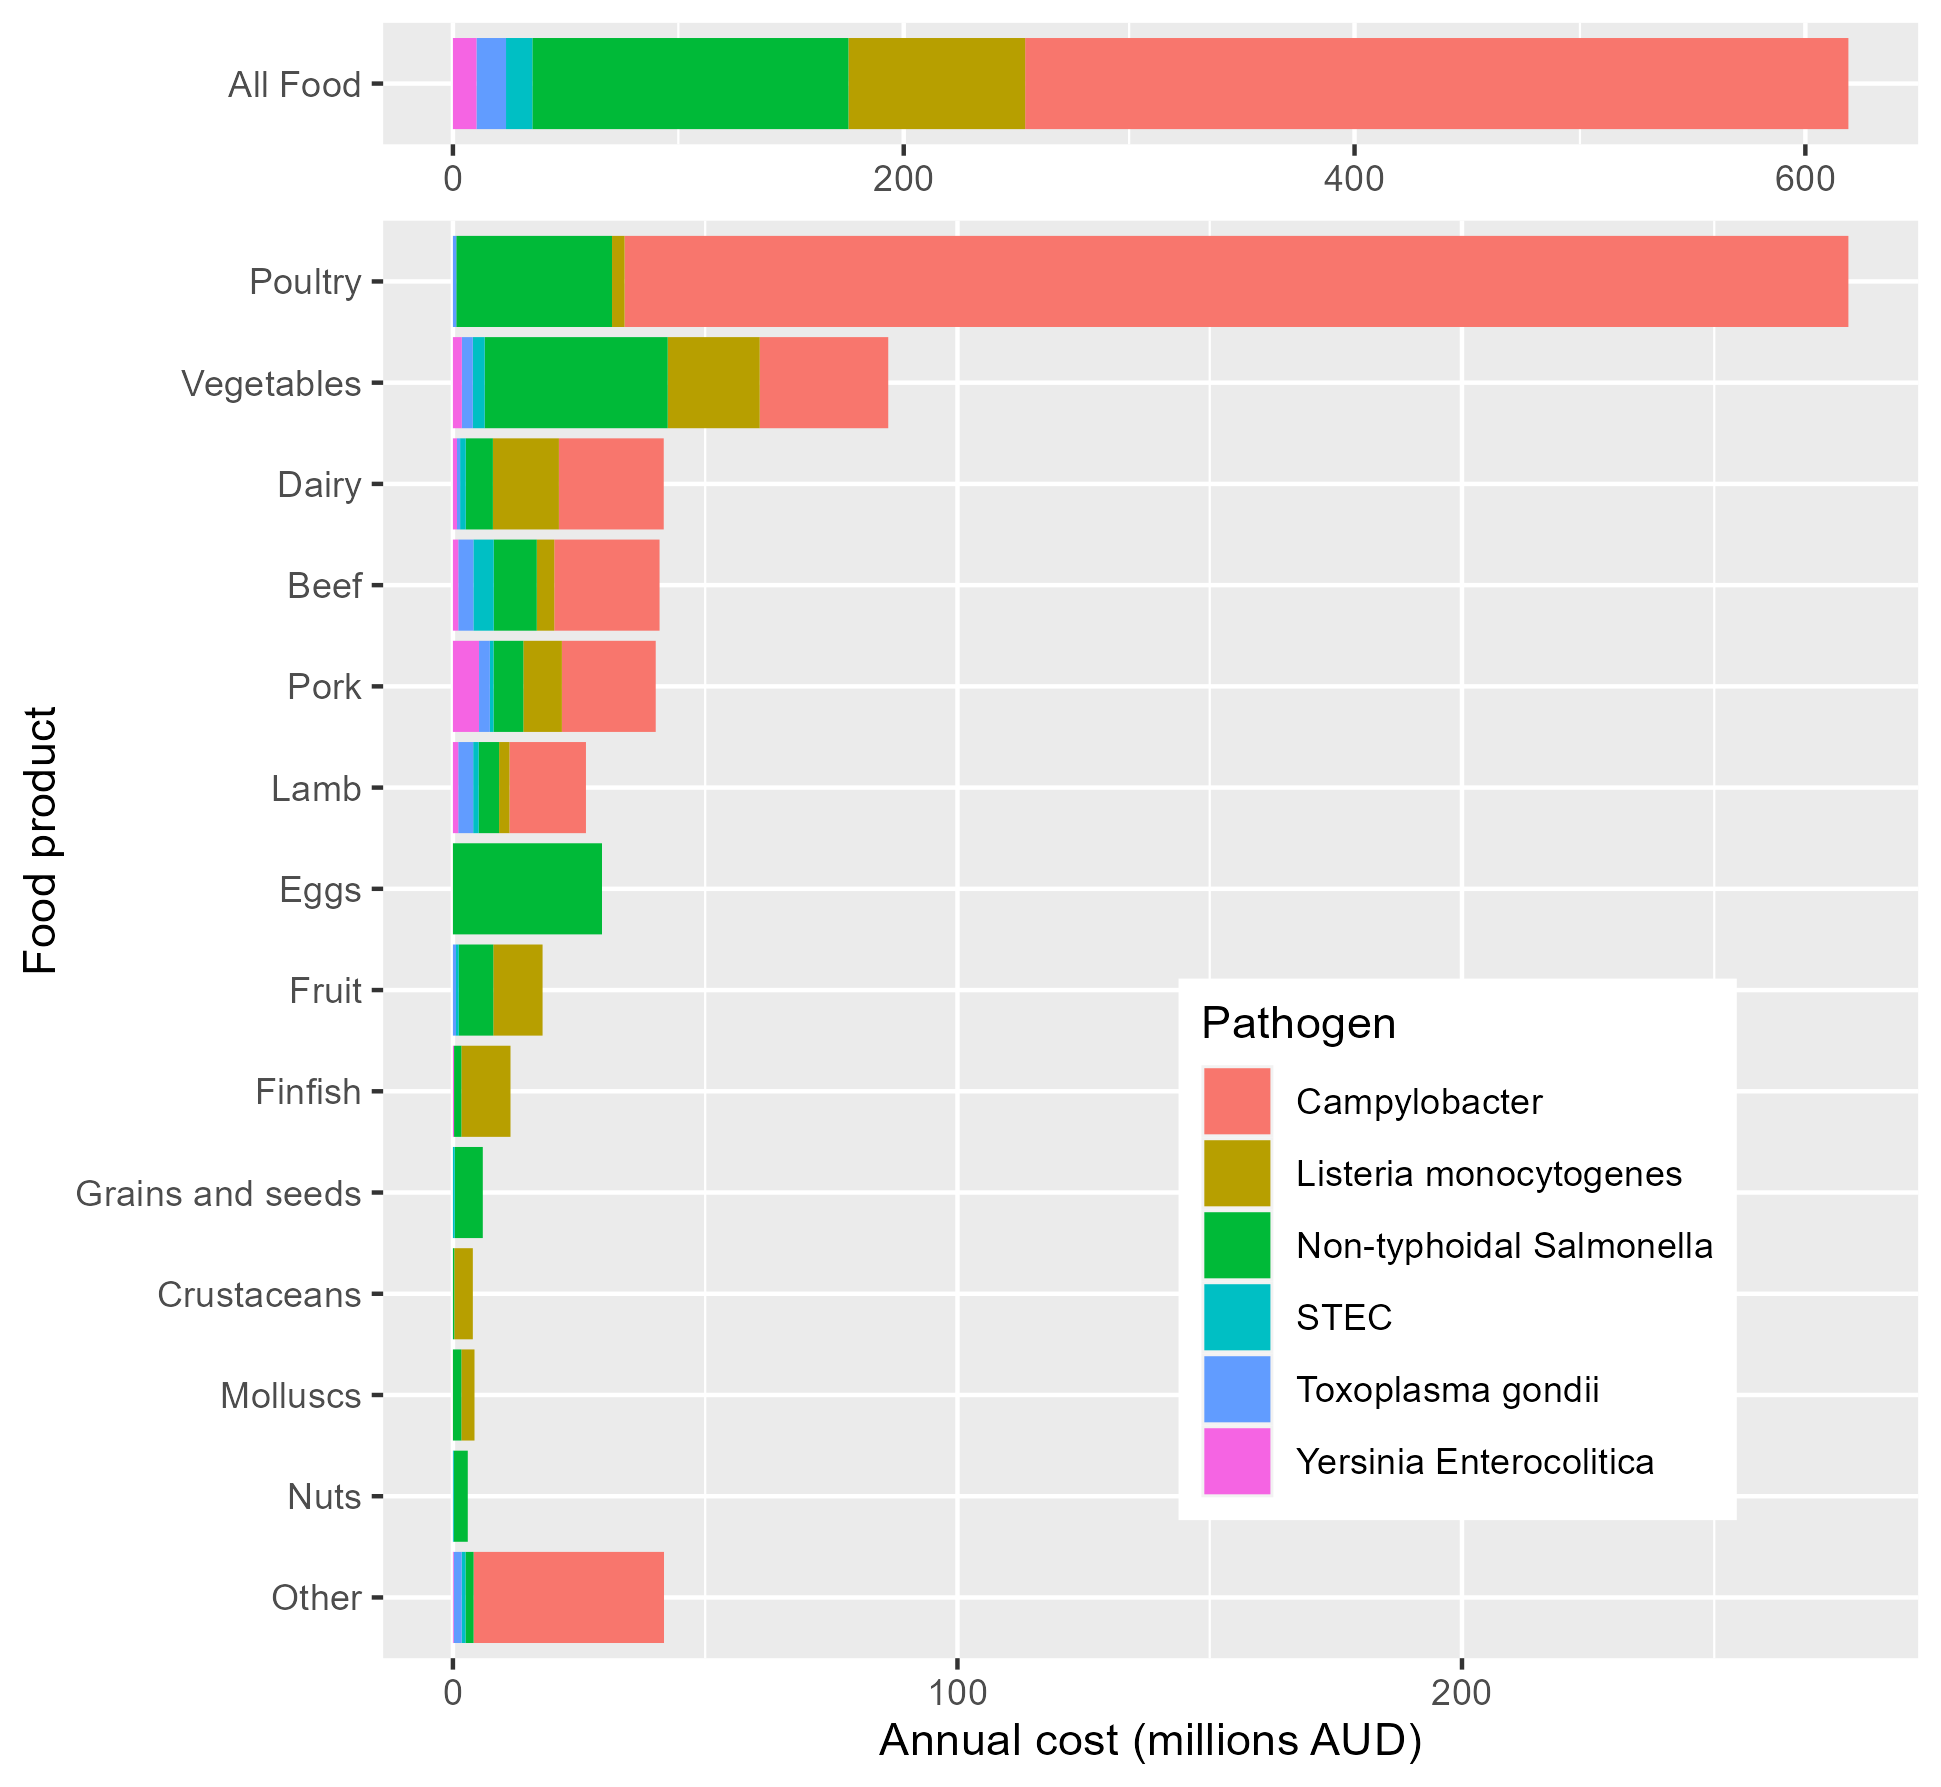 All Food
0 200 400 600
Food product
Poultry
Vegetables
Dairy
Beef
Pork
Lamb
Eggs
Fruit
Finfish
Grains and seeds
Crustaceans
Molluscs
Nuts
Other
Pathogen
Campylobacter
Listeria monocytogenes
Non-typhoidal Salmonella
STEC
Toxoplasma gondii
Yersinia Enterocolitica
0 100 200
Annual cost (millions AUD)